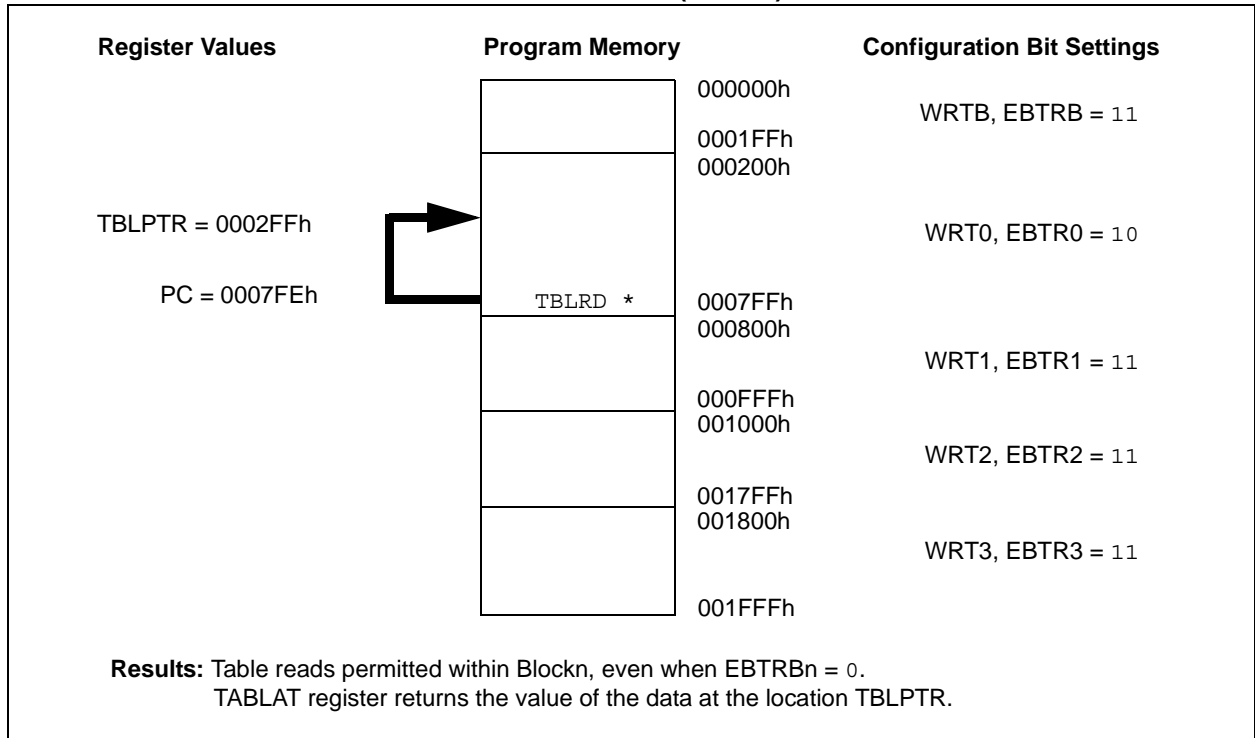 Register Values Program Memory Configuration Bit Settings
000000h
WRTB, EBTRB = 11
0001FFh
000200h
TBLPTR = 0002FFh
WRT0, EBTR0 = 10
PC = 0007FEh
TBLRD *
0007FFh
000800h
WRT1, EBTR1 = 11
000FFFh
001000h
WRT2, EBTR2 = 11
0017FFh
001800h
WRT3, EBTR3 = 11
001FFFh
Results: Table reads permitted within Blockn, even when EBTRBn = 0.
TABLAT register returns the value of the data at the location TBLPTR.